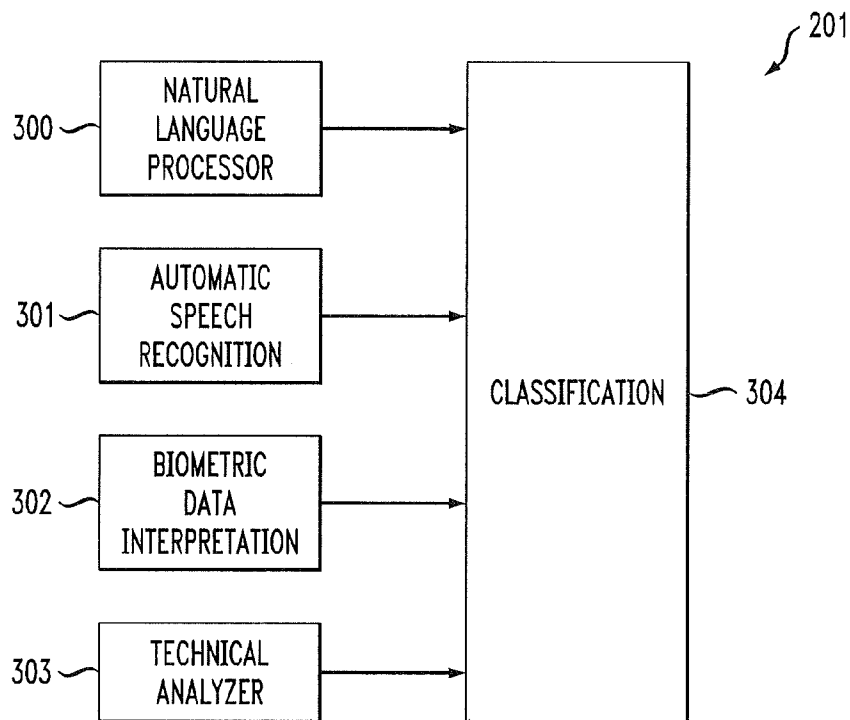 201
300
NATURAL
LANGUAGE
PROCESSOR
301
AUTOMATIC
SPEECH
RECOGNITION
CLASSIFICATION
304
302
BIOMETRIC
DATA
INTERPRETATION
303
TECHNICAL
ANALYZER